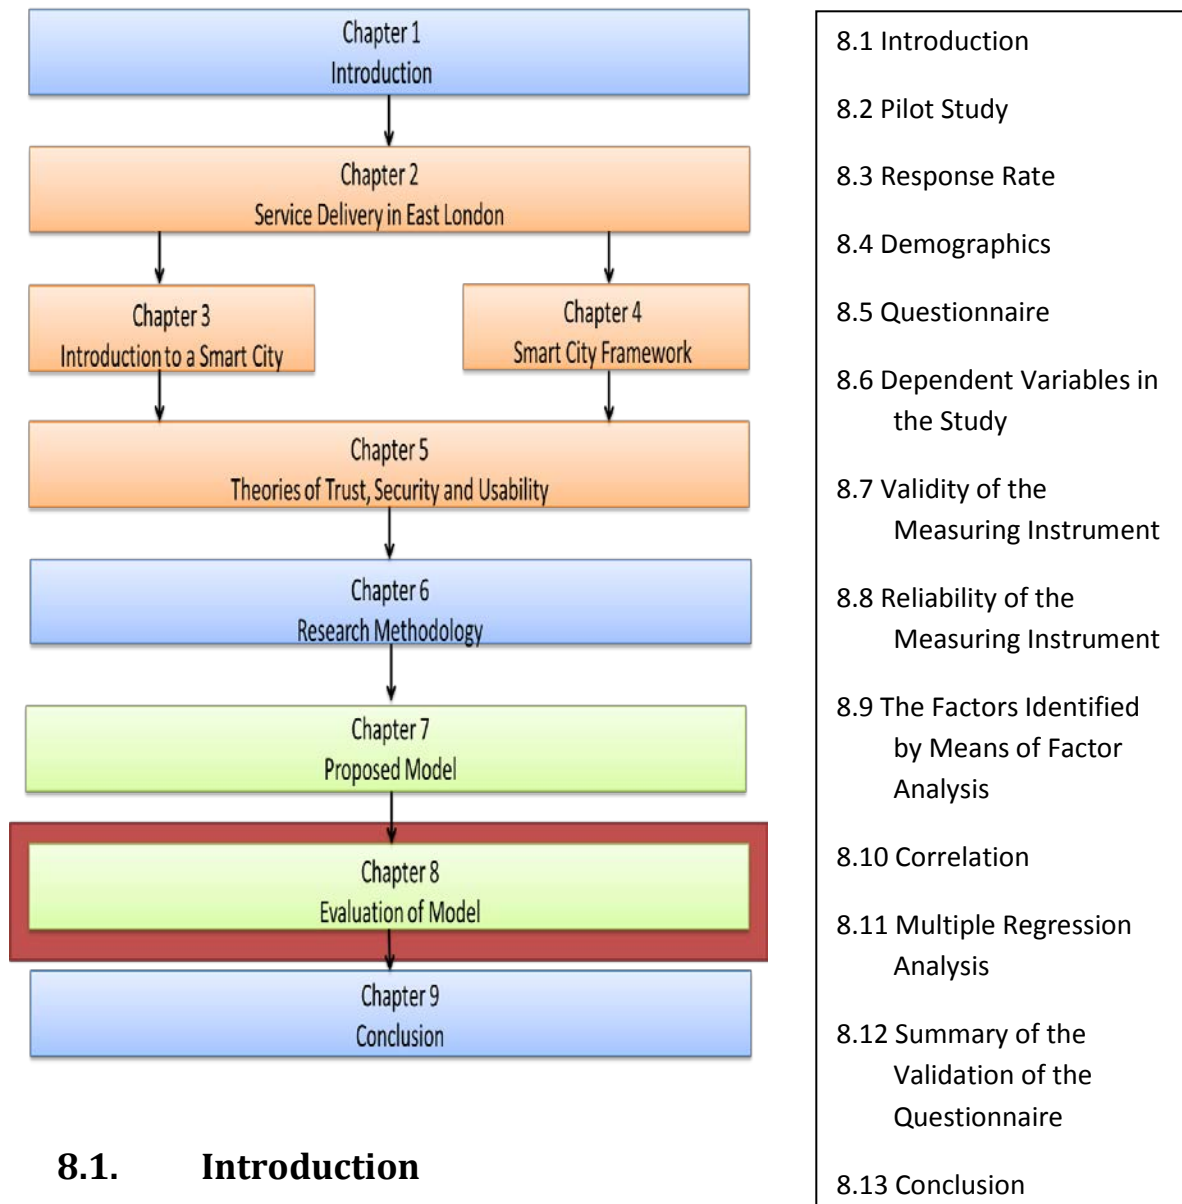 Chapter 1
Introduction
Chapter 2
Service Delivery in East London
Chapter 3
Introduction to a Smart City
Chapter 4
Smart City Framework
Chapter 5
Theories of Trust, Security and Usability
Chapter 6
Research Methodology
Chapter 7
Proposed Model
Chapter 8
Evaluation of Model
Chapter 9
Conclusion
8.1 Introduction
8.2 Pilot Study
8.3 Response Rate
8.4 Demographics
8.5 Questionnaire
8.6 Dependent Variables in
the Study
8.7 Validity of the
Measuring Instrument
8.8 Reliability of the
Measuring Instrument
8.9 The Factors Identified
by Means of Factor
Analysis
8.10 Correlation
8.11 Multiple Regression
Analysis
8.12 Summary of the
Validation of the
Questionnaire
8.13 Conclusion
8.1. Introduction